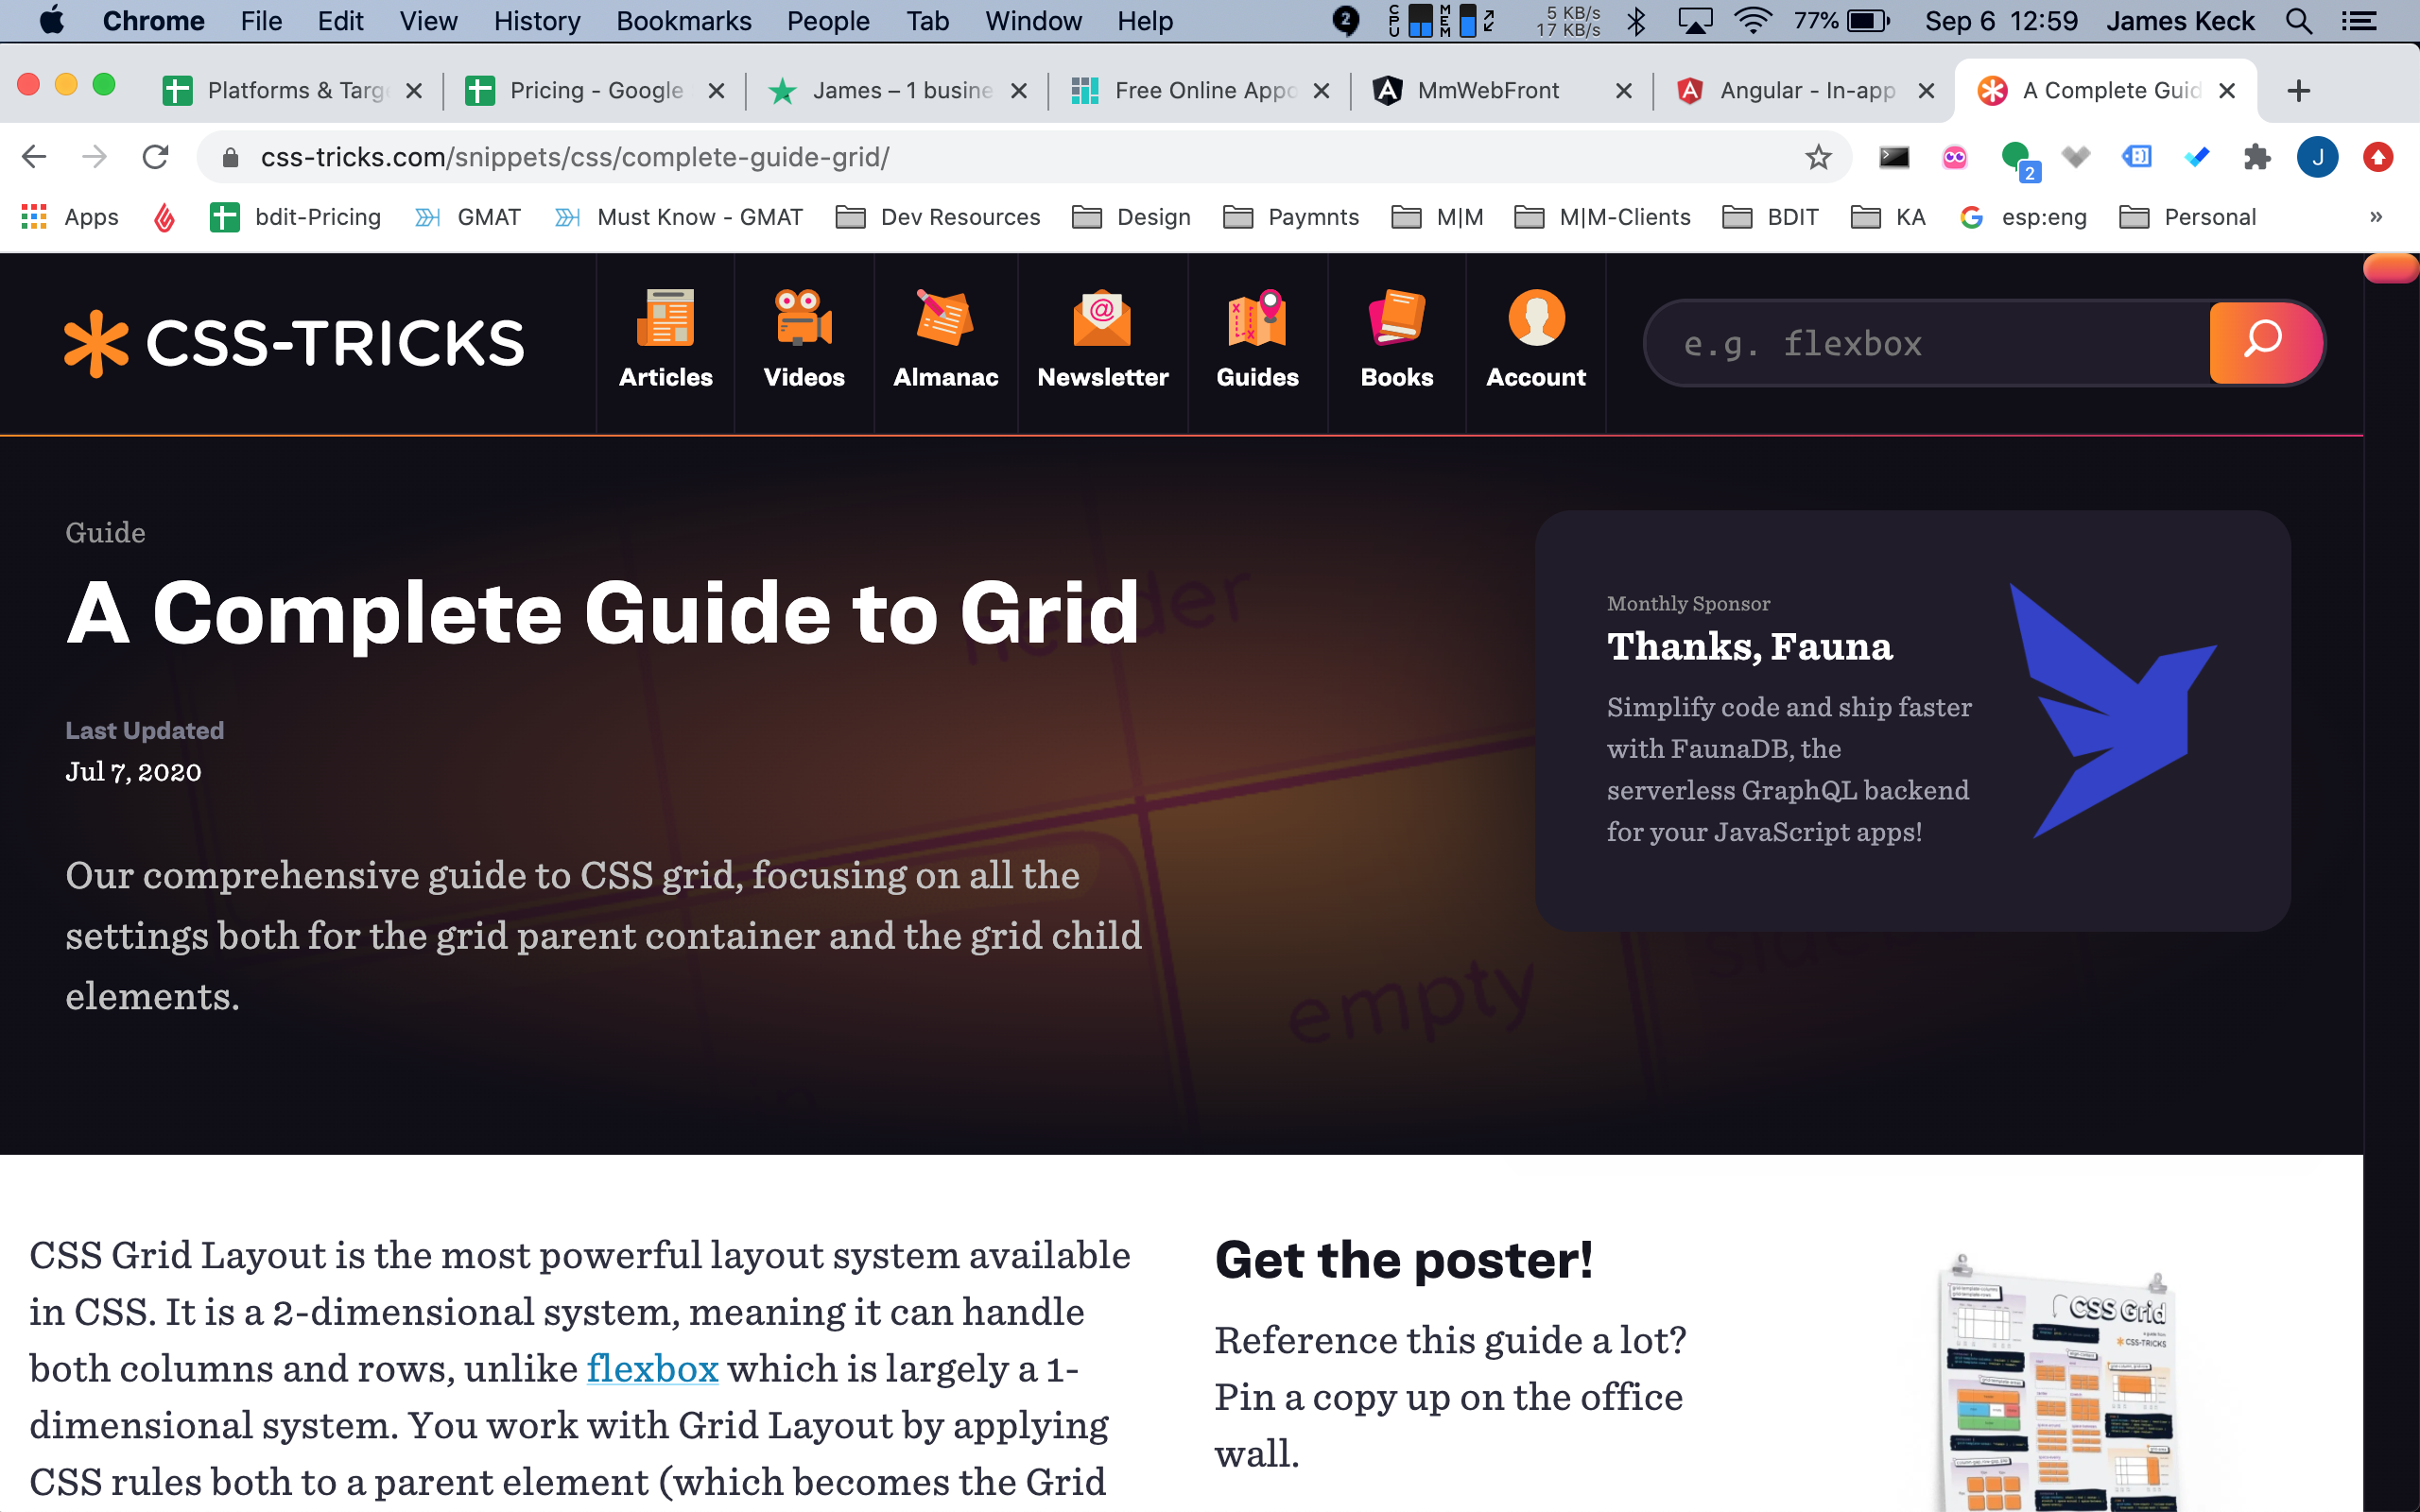 Chrome File Edit View History Bookmarks People Tab Window Help 2 CPU MEM 5 KB/s 17 KB/s 77% Sep 6 12:59 James Keck
Platforms & Targ Pricing - Google James – 1 busine Free Online Appo MmWebFront Angular - In-app A Complete Guid
css-tricks.com/snippets/css/complete-guide-grid/ 2 J
Apps bdit-Pricing GMAT Must Know - GMAT Dev Resources Design Paymnts M|M M|M-Clients BDIT KA esp:eng Personal »
CSS-TRICKS
Articles Videos Almanac Newsletter Guides Books Account
e.g. flexbox
Guide
A Complete Guide to Grid
Last Updated
Jul 7, 2020
Our comprehensive guide to CSS grid, focusing on all the
settings both for the grid parent container and the grid child
elements.
empty
Monthly Sponsor
Thanks, Fauna
Simplify code and ship faster
with FaunaDB, the
serverless GraphQL backend
for your JavaScript apps!
CSS Grid Layout is the most powerful layout system available
in CSS. It is a 2-dimensional system, meaning it can handle
both columns and rows, unlike flexbox which is largely a 1-
dimensional system. You work with Grid Layout by applying
CSS rules both to a parent element (which becomes the Grid
Get the poster!
Reference this guide a lot?
Pin a copy up on the office
wall.
CSS Grid
CSS-TRICKS